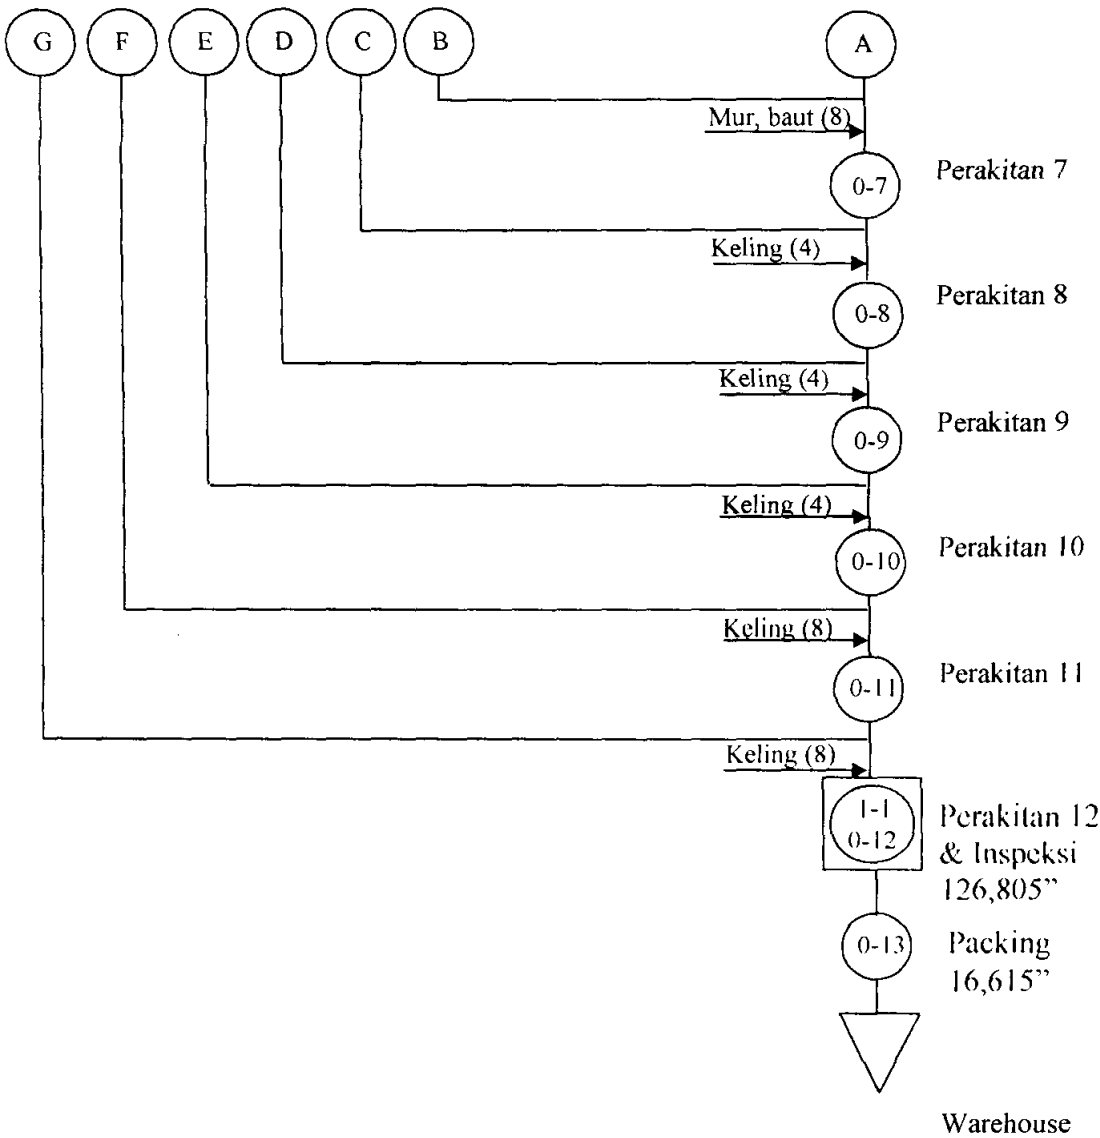 G F E D C B A
Mur, baut (8)
0-7 Perakitan 7
Keling (4)
0-8 Perakitan 8
Keling (4)
0-9 Perakitan 9
Keling (4)
0-10 Perakitan 10
Keling (8)
0-11 Perakitan 11
Keling (8)
1-1
0-12
Perakitan 12
& Inspeksi
126,805”
0-13
Packing
16,615”
Warehouse